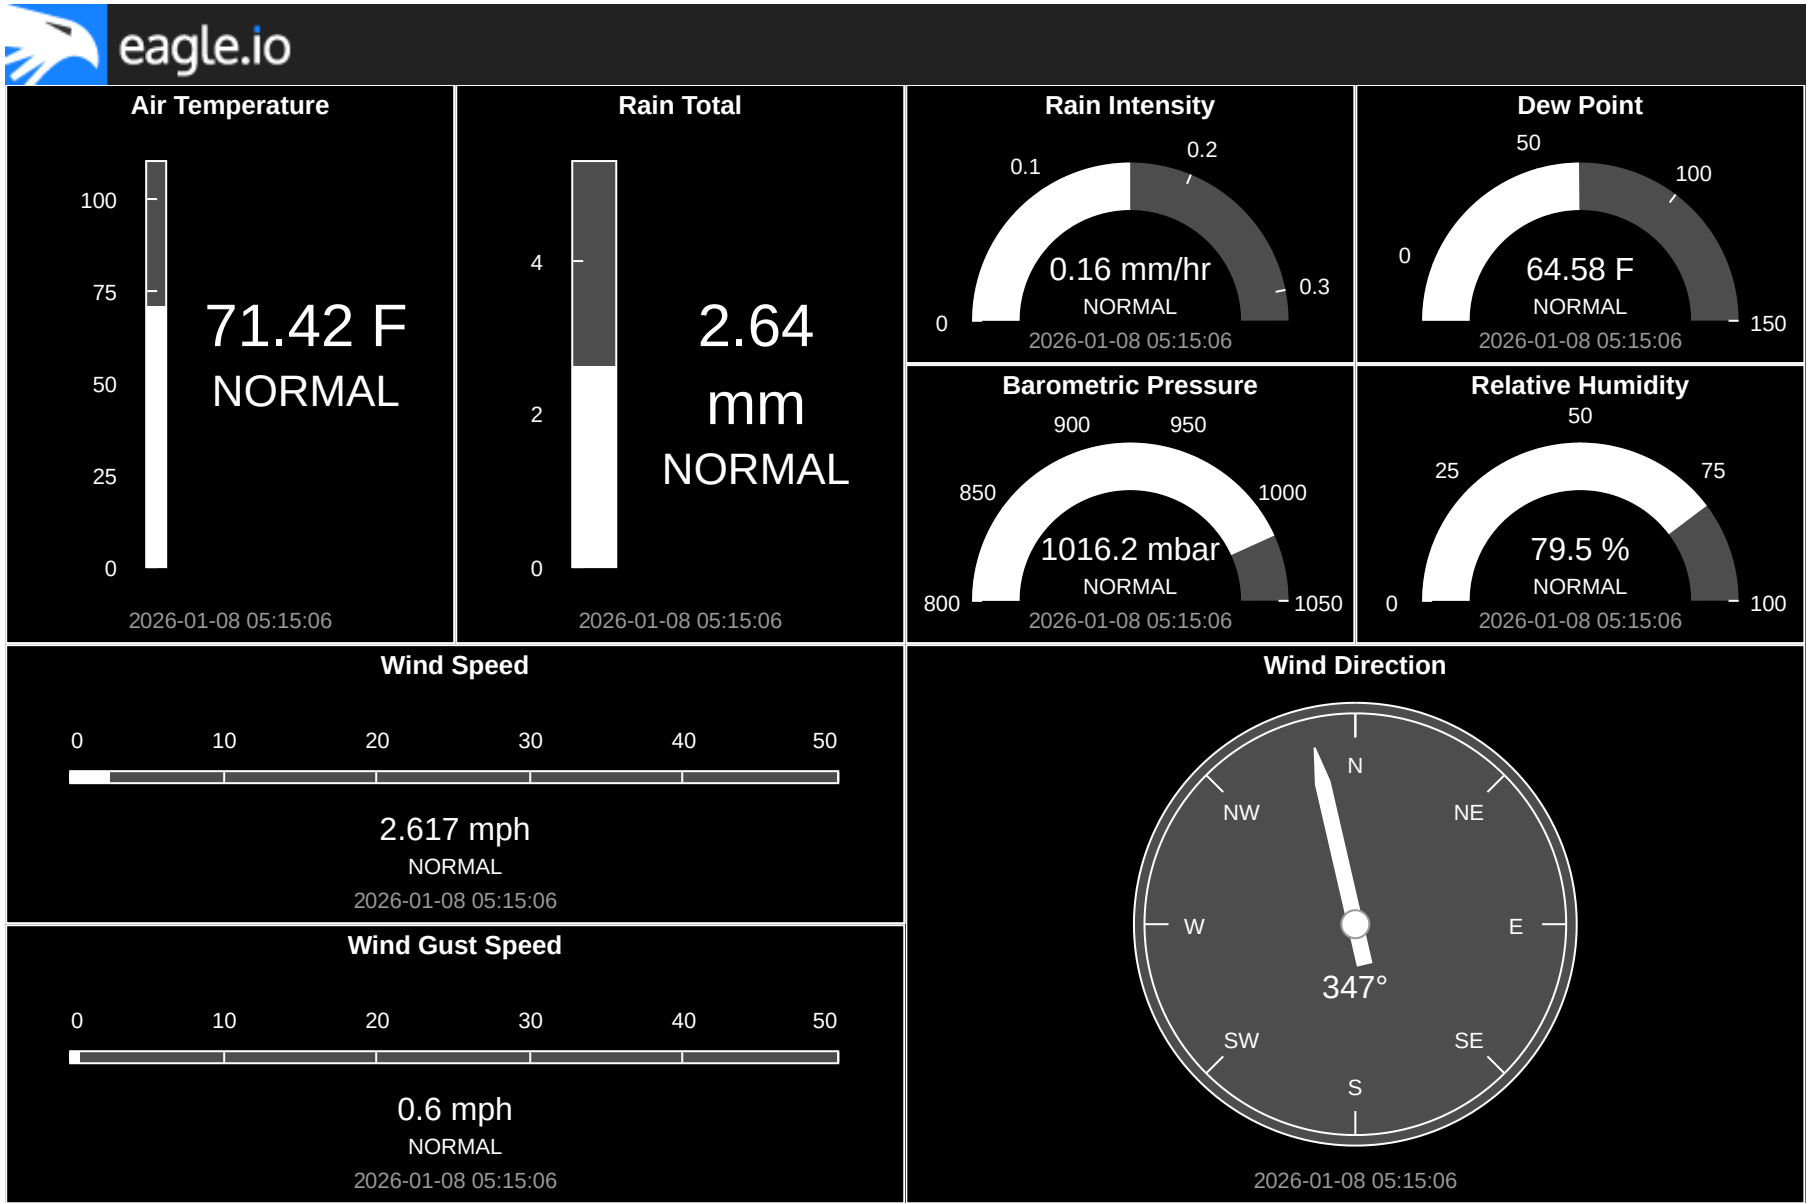 eagle.io
Air Temperature
100
75
50
25
0
71.42 F
NORMAL
2026-01-08 05:15:06
Rain Total
4
2
0
2.64
mm
NORMAL
2026-01-08 05:15:06
Rain Intensity
0
0.1
0.2
0.3
0.16 mm/hr
NORMAL
2026-01-08 05:15:06
Dew Point
0
50
100
150
64.58 F
NORMAL
2026-01-08 05:15:06
Barometric Pressure
800
850
900
950
1000
1050
1016.2 mbar
NORMAL
2026-01-08 05:15:06
Relative Humidity
0
25
50
75
100
79.5 %
NORMAL
2026-01-08 05:15:06
Wind Speed
0 10 20 30 40 50
2.617 mph
NORMAL
2026-01-08 05:15:06
Wind Gust Speed
0 10 20 30 40 50
0.6 mph
NORMAL
2026-01-08 05:15:06
Wind Direction
N
NW NE
W E
347°
SW SE
S
2026-01-08 05:15:06